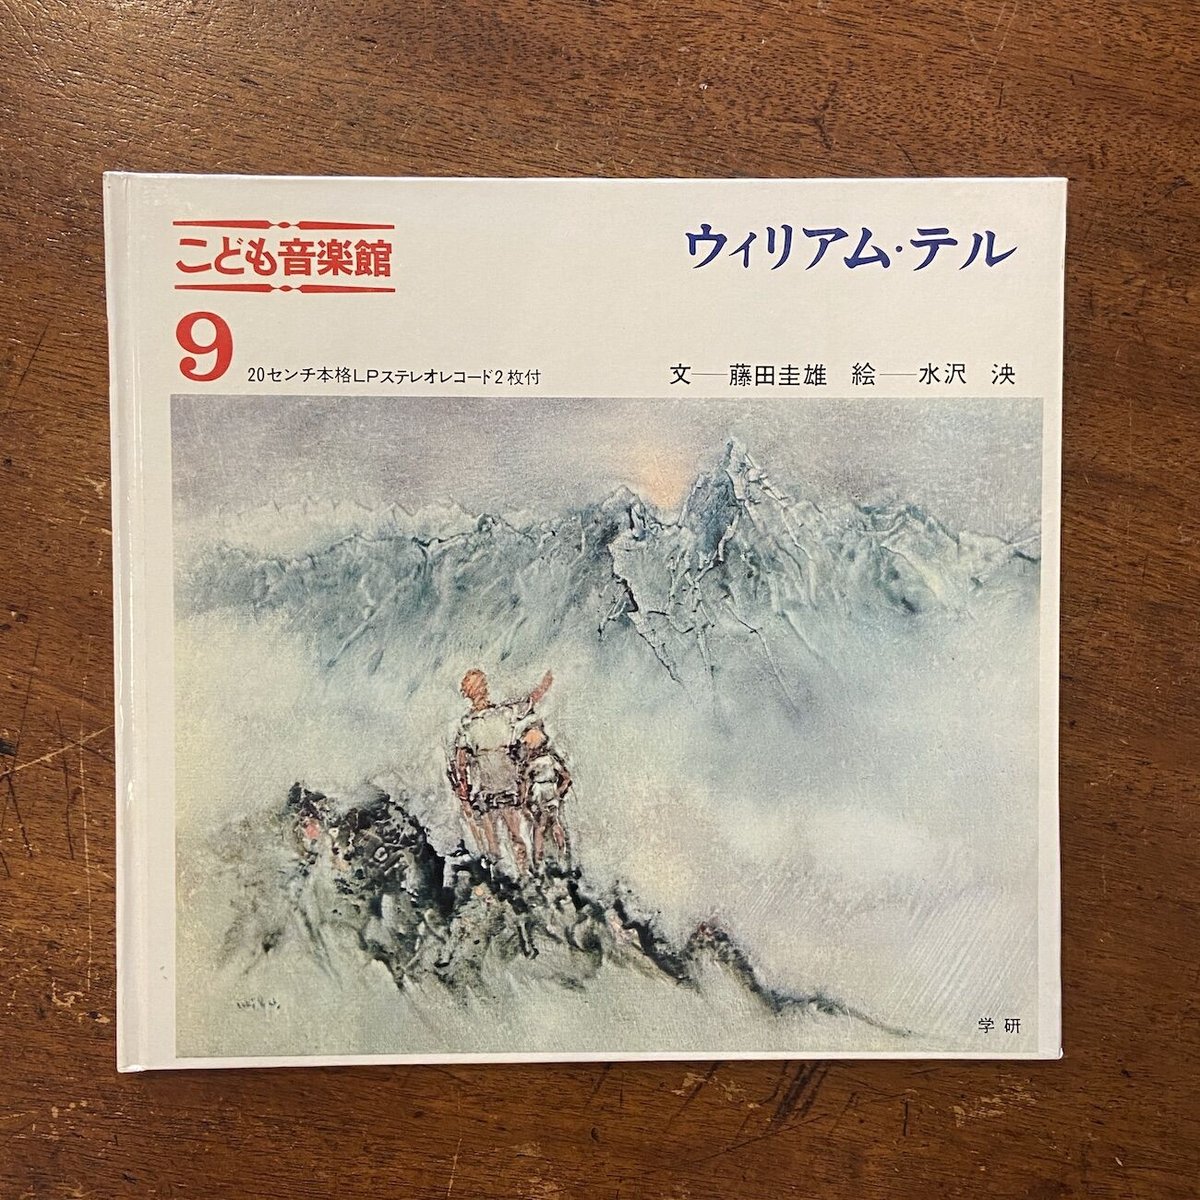 こども音楽館
ウィリアム・テル
9
20センチ本格LPステレオレコード2枚付
文―藤田圭雄 絵―水沢 泱
学研